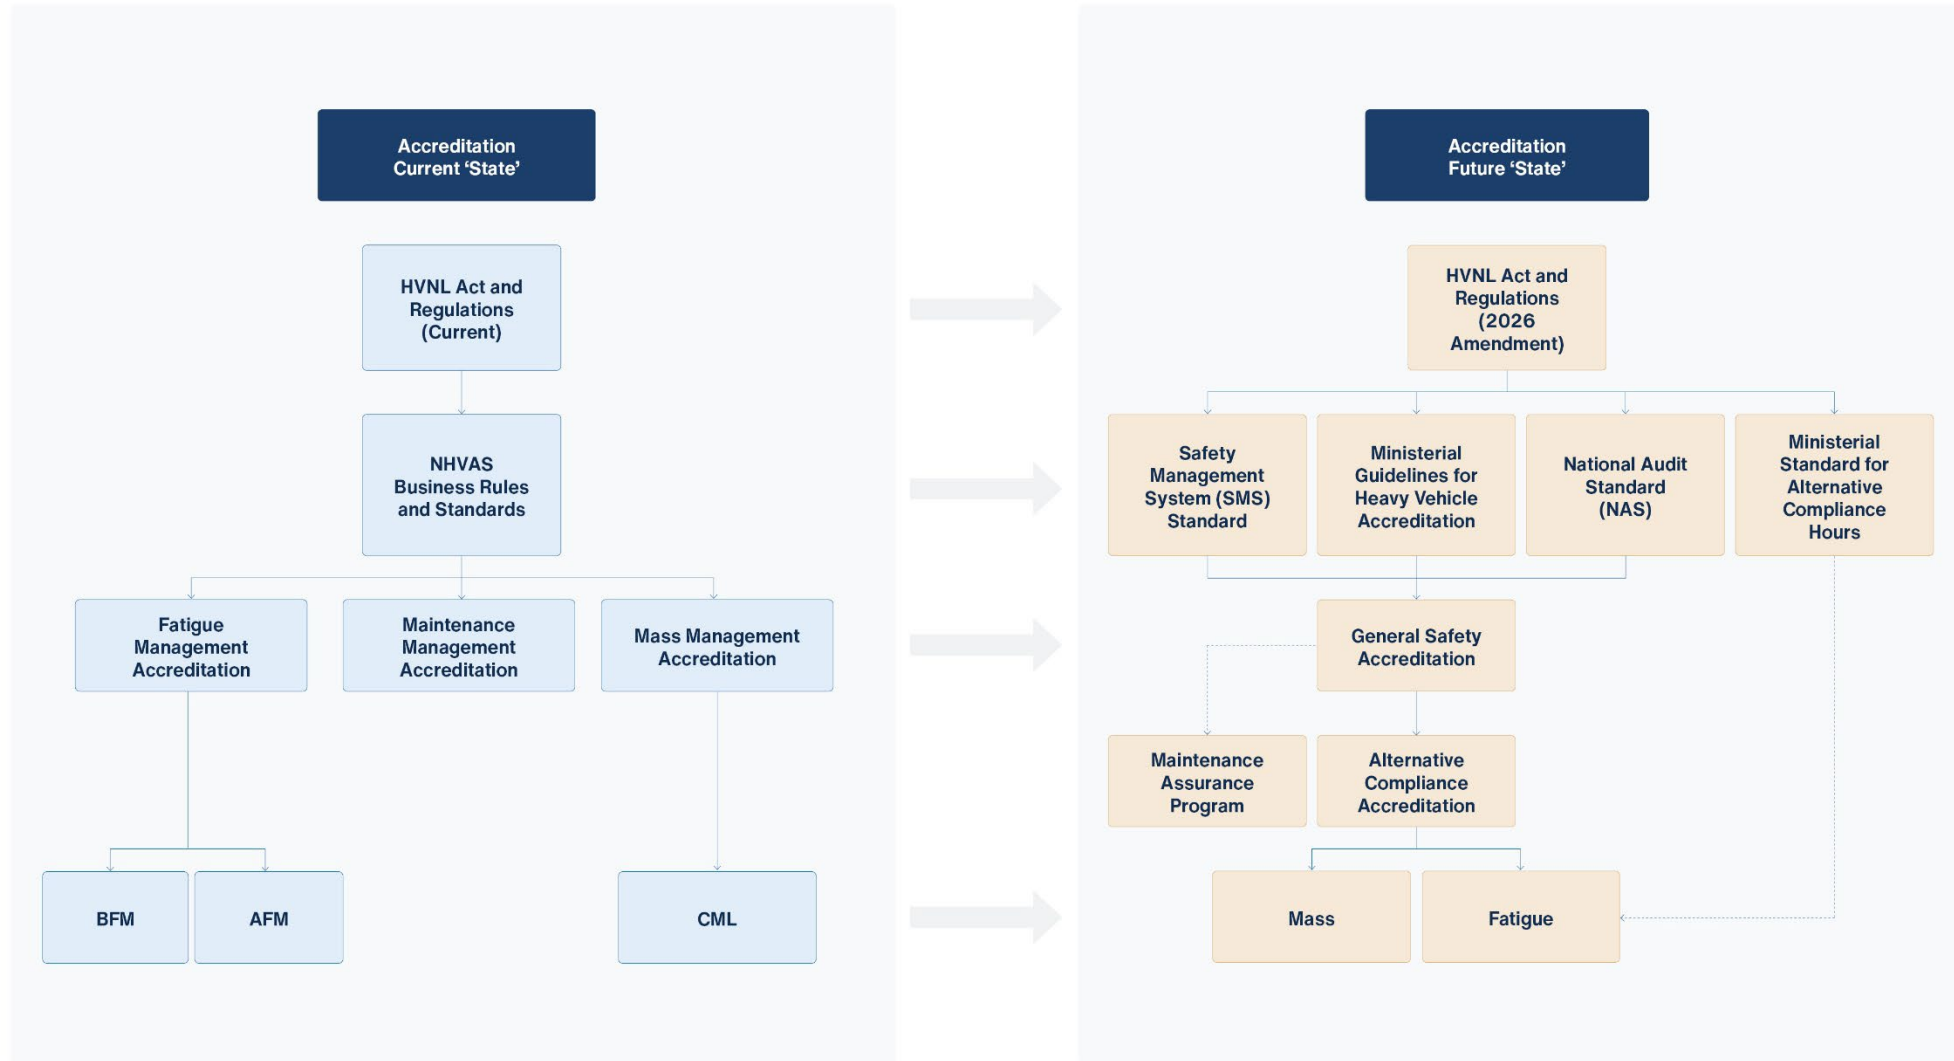 Accreditation
Current ‘State’
HVNL Act and
Regulations
(Current)
NHVAS
Business Rules
and Standards
Fatigue
Management
Accreditation
Maintenance
Management
Accreditation
Mass Management
Accreditation
BFM
AFM
CML
Accreditation
Future ‘State’
HVNL Act and
Regulations
(2026
Amendment)
Safety
Management
System (SMS)
Standard
Ministerial
Guidelines for
Heavy Vehicle
Accreditation
National Audit
Standard
(NAS)
Ministerial
Standard for
Alternative
Compliance
Hours
General Safety
Accreditation
Maintenance
Assurance
Program
Alternative
Compliance
Accreditation
Mass
Fatigue